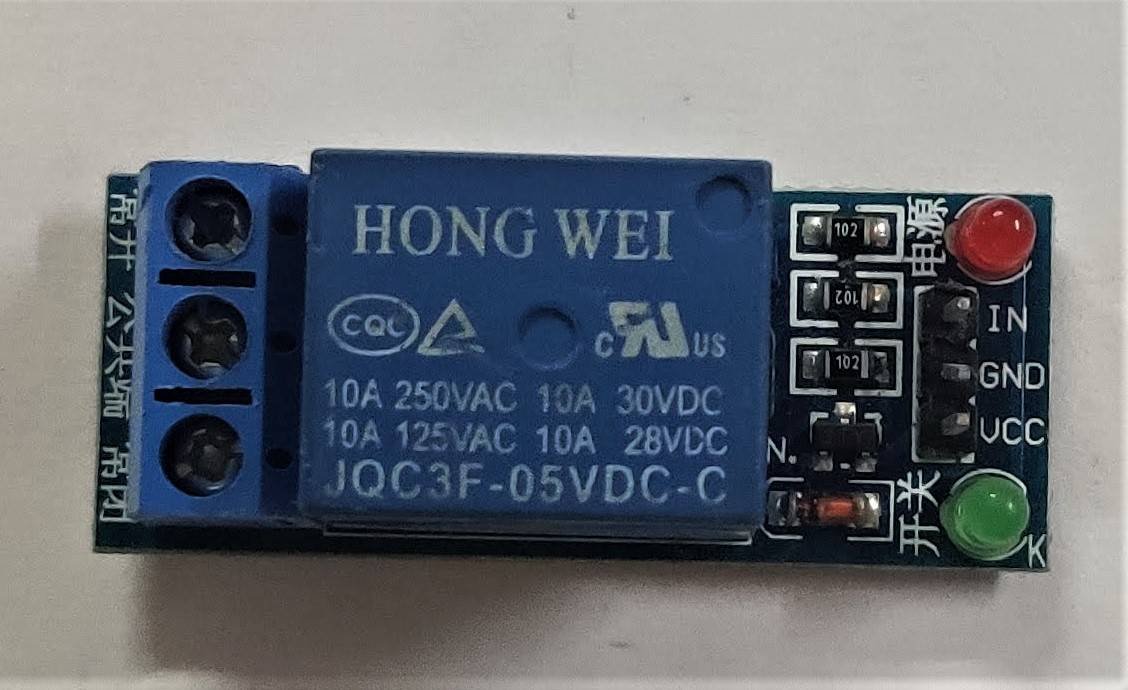 常开
公共端
常闭
HONG WEI
CQC
c RU US
10A 250VAC 10A 30VDC
10A 125VAC 10A 28VDC
JQC3F-05VDC-C
102
102
102
N.
电源
IN
GND
VCC
开关
K